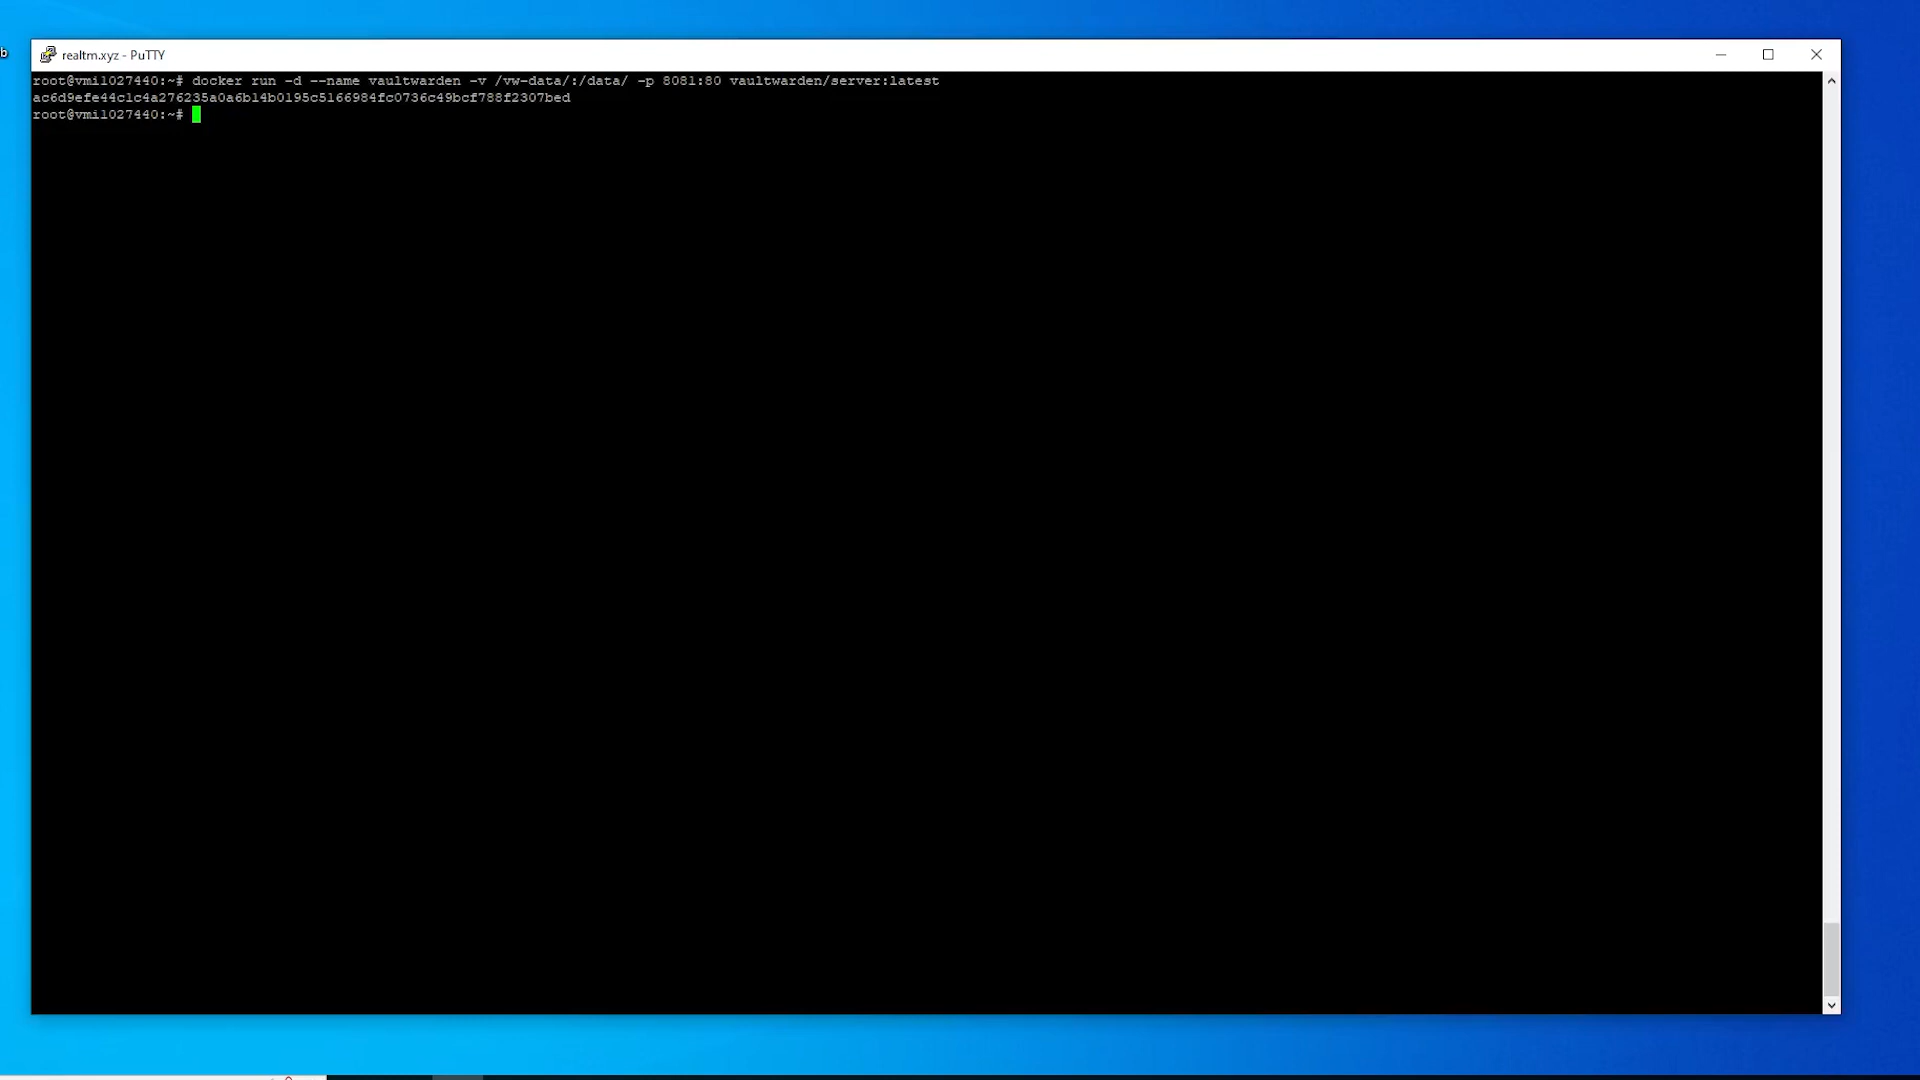 b
realtm.xyz - PuTTY
root@vmi1027440:~# docker run -d --name vaultwarden -v /vw-data/:/data/ -p 8081:80 vaultwarden/server:latest
ac6d9efe44c1c4a276235a0a6b14b0195c5166984fc0736c49bcf788f2307bed
root@vmi1027440:~#